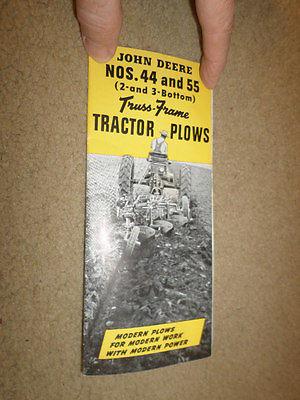 JOHN DEERE
NOS. 44 and 55
(2-and 3-Bottom)
Truss-Frame
TRACTOR PLOWS
MODERN PLOWS
FOR MODERN WORK
WITH MODERN POWER